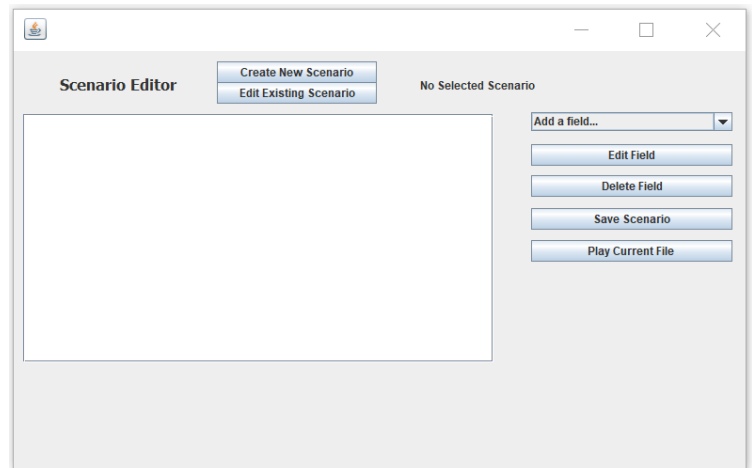 Scenario Editor
Create New Scenario
Edit Existing Scenario
No Selected Scenario
Add a field...
Edit Field
Delete Field
Save Scenario
Play Current File